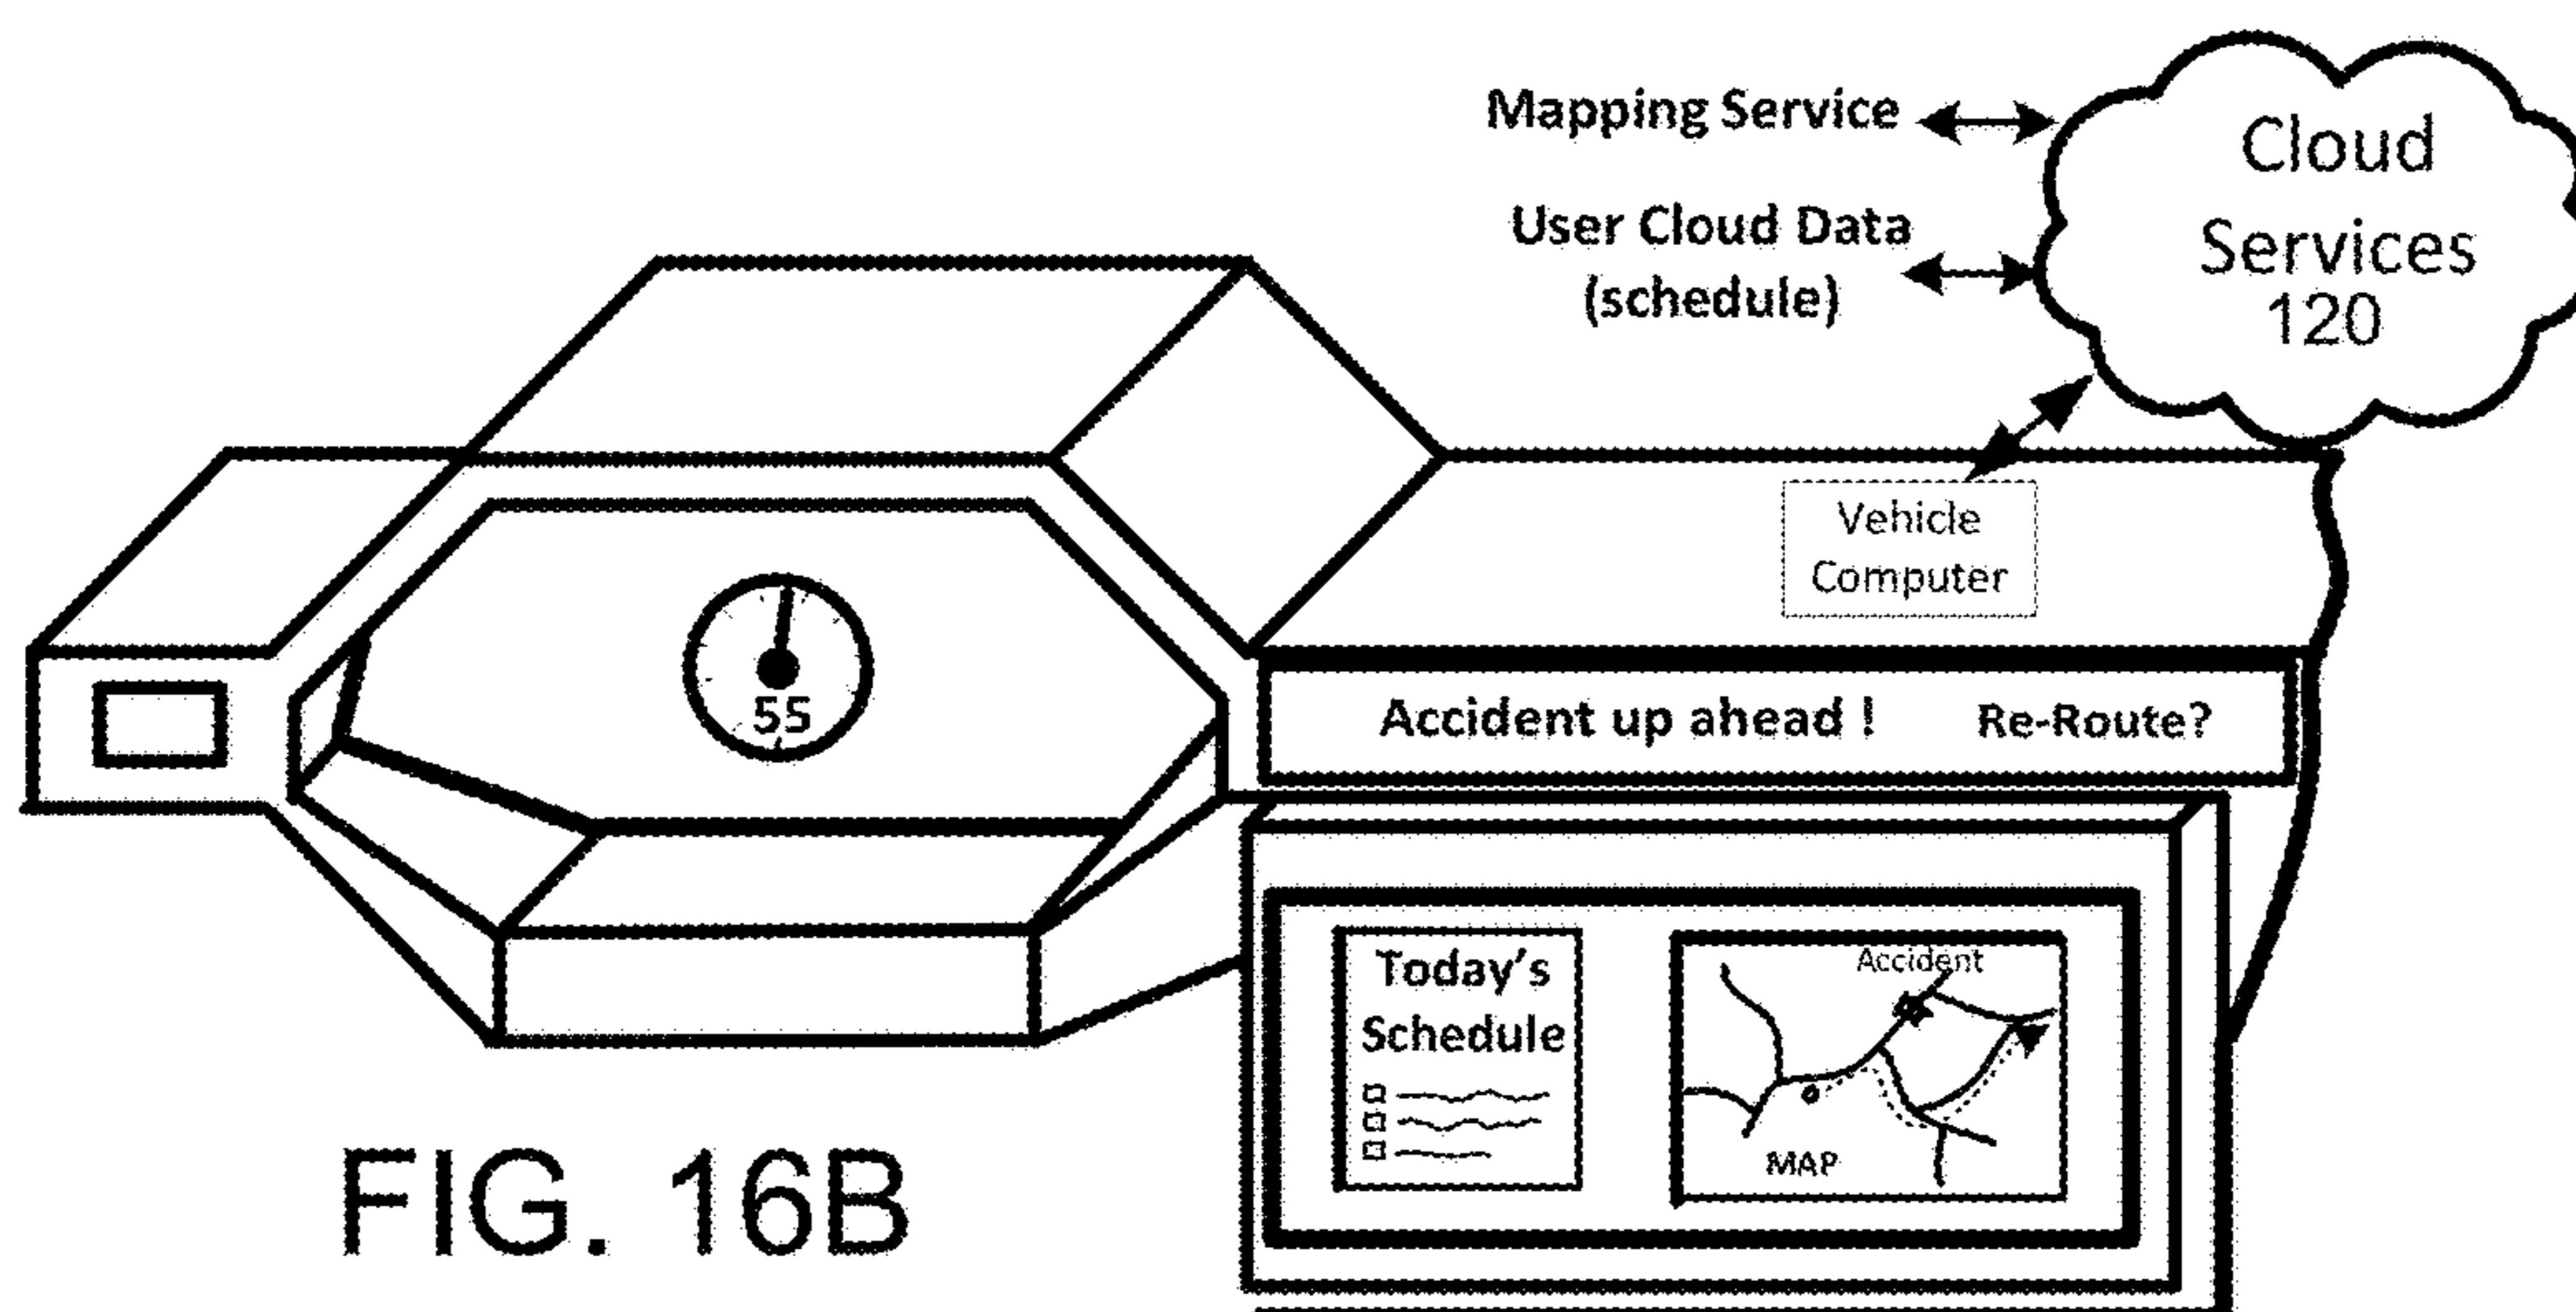 Mapping Service
User Cloud Data
(schedule)
Cloud
Services
120
Vehicle
Computer
55
Accident up ahead !
Re-Route?
Today's
Schedule
Accident
MAP
FIG. 16B